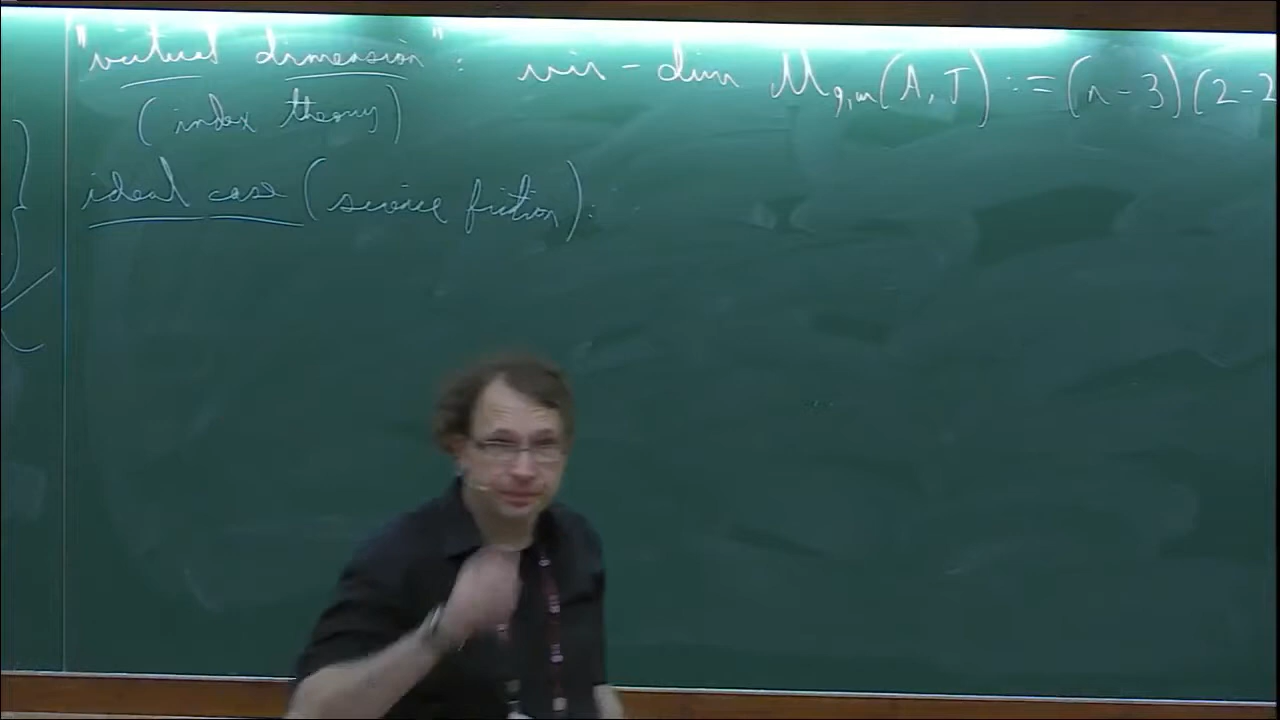 "virtual dimension" : vir-dim M_{g,m}(A, J) := (n-3)(2-2
(index theory)
ideal case (science fiction):